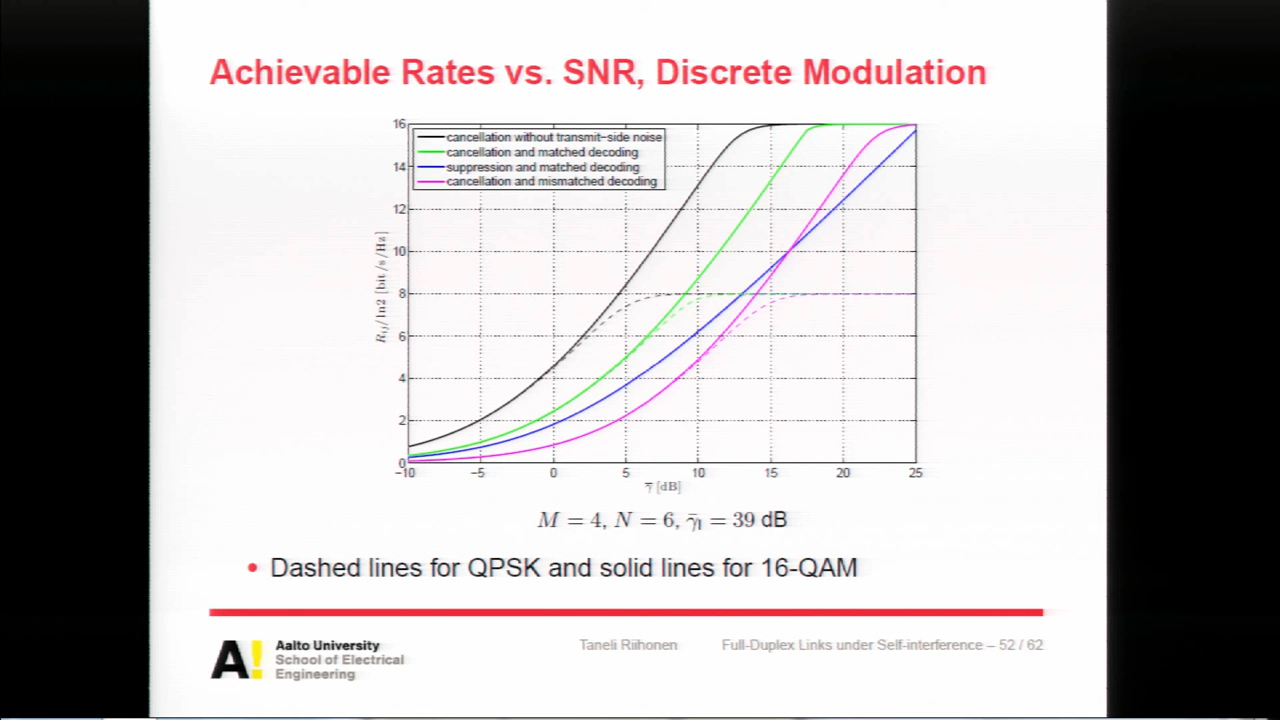 Achievable Rates vs. SNR, Discrete Modulation
16
14
12
10
8
6
4
2
0
cancellation without transmit−side noise
cancellation and matched decoding
suppression and matched decoding
cancellation and mismatched decoding
R_ij/ ln2 [bit/s/Hz]
−10 −5 0 5 10 15 20 25
γ̅ [dB]
M = 4, N = 6, γ̅_I = 39 dB
• Dashed lines for QPSK and solid lines for 16-QAM
A!
Aalto University
School of Electrical
Engineering
Taneli Riihonen
Full-Duplex Links under Self-interference – 52 / 62